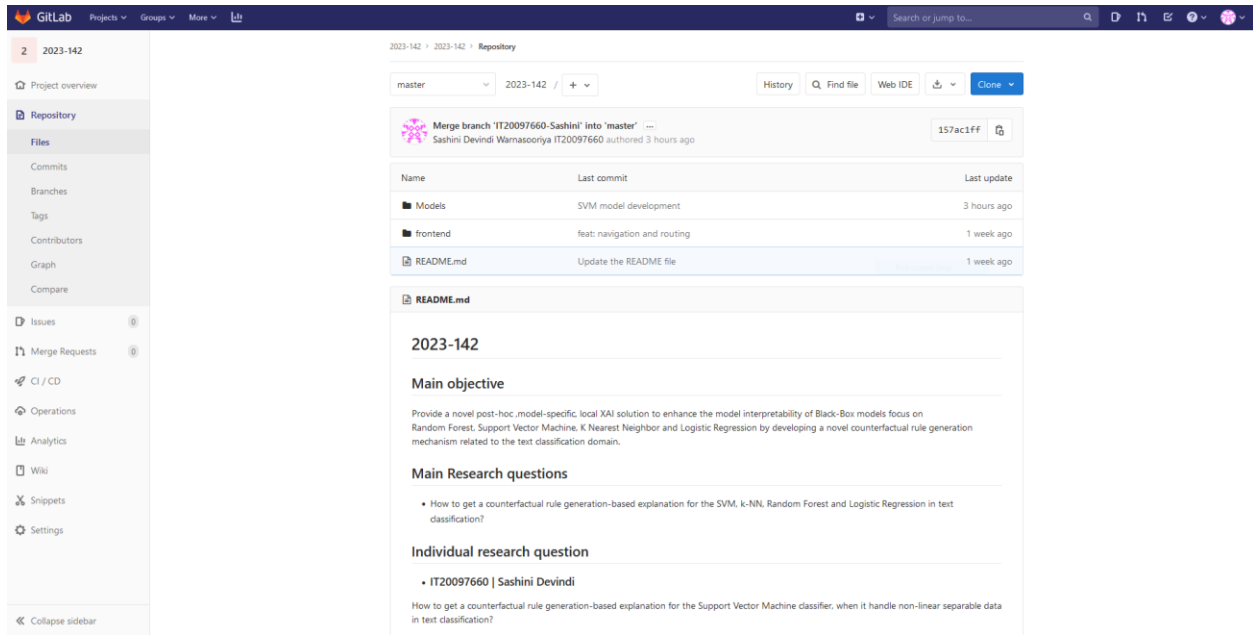 GitLab Projects Groups More Search or jump to...
2 2023-142
Project overview
Repository
Files
Commits
Branches
Tags
Contributors
Graph
Compare
Issues 0
Merge Requests 0
CI / CD
Operations
Analytics
Wiki
Snippets
Settings
Collapse sidebar
2023-142 › 2023-142 › Repository
master 2023-142 / + History Find file Web IDE Clone
Merge branch 'IT20097660-Sashini' into 'master' ...
Sashini Devindi Warnasooriya IT20097660 authored 3 hours ago
157ac1ff
Name Last commit Last update
Models SVM model development 3 hours ago
frontend feat: navigation and routing 1 week ago
README.md Update the README file 1 week ago
README.md
2023-142
Main objective
Provide a novel post-hoc ,model-specific, local XAI solution to enhance the model interpretability of Black-Box models focus on
Random Forest, Support Vector Machine, K Nearest Neighbor and Logistic Regression by developing a novel counterfactual rule generation
mechanism related to the text classification domain.
Main Research questions
• How to get a counterfactual rule generation-based explanation for the SVM, k-NN, Random Forest and Logistic Regression in text
classification?
Individual research question
• IT20097660 | Sashini Devindi
How to get a counterfactual rule generation-based explanation for the Support Vector Machine classifier, when it handle non-linear separable data
in text classification?